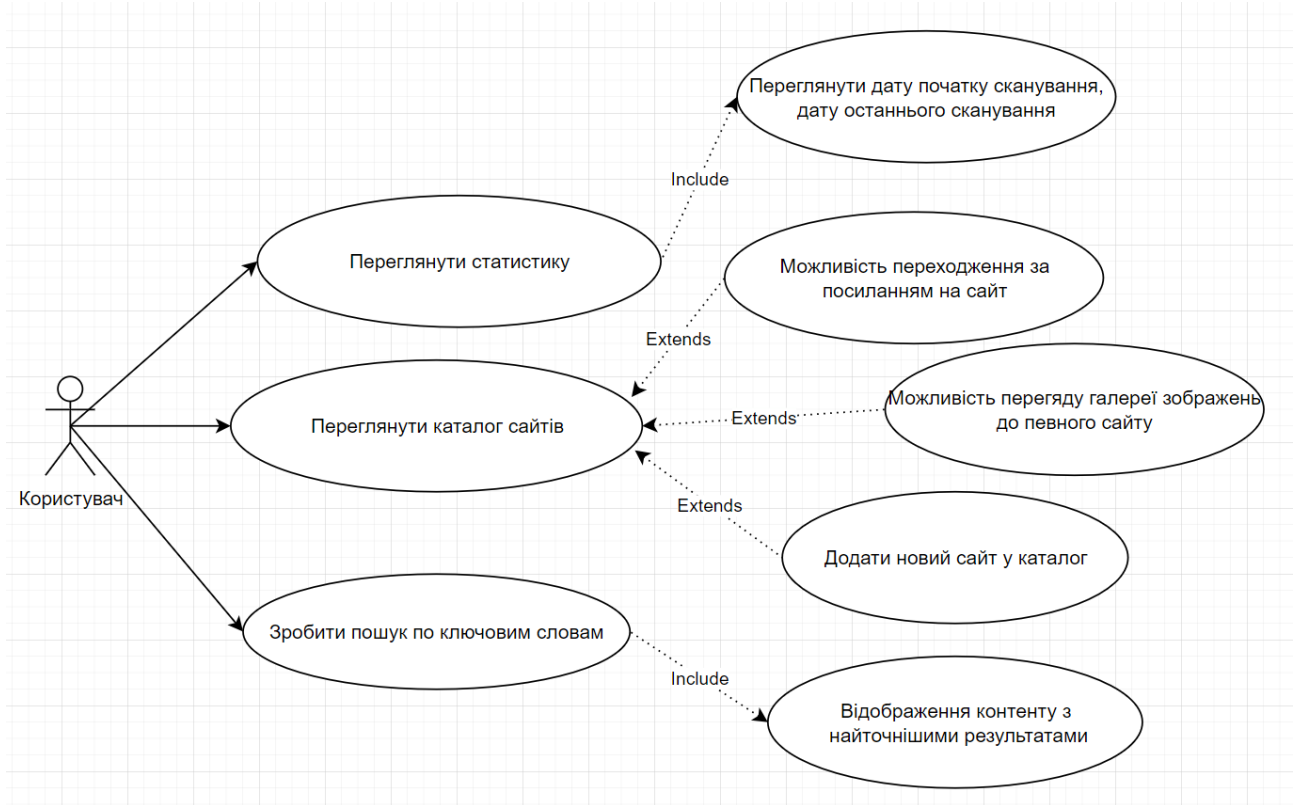 Переглянути дату початку сканування,
дату останнього сканування
Include
Переглянути статистику
Можливість переходження за
посиланням на сайт
Extends
Можливість перегяду галереї зображень
до певного сайту
Extends
Переглянути каталог сайтів
Користувач
Extends
Додати новий сайт у каталог
Зробити пошук по ключовим словам
Include
Відображення контенту з
найточнішими результатами